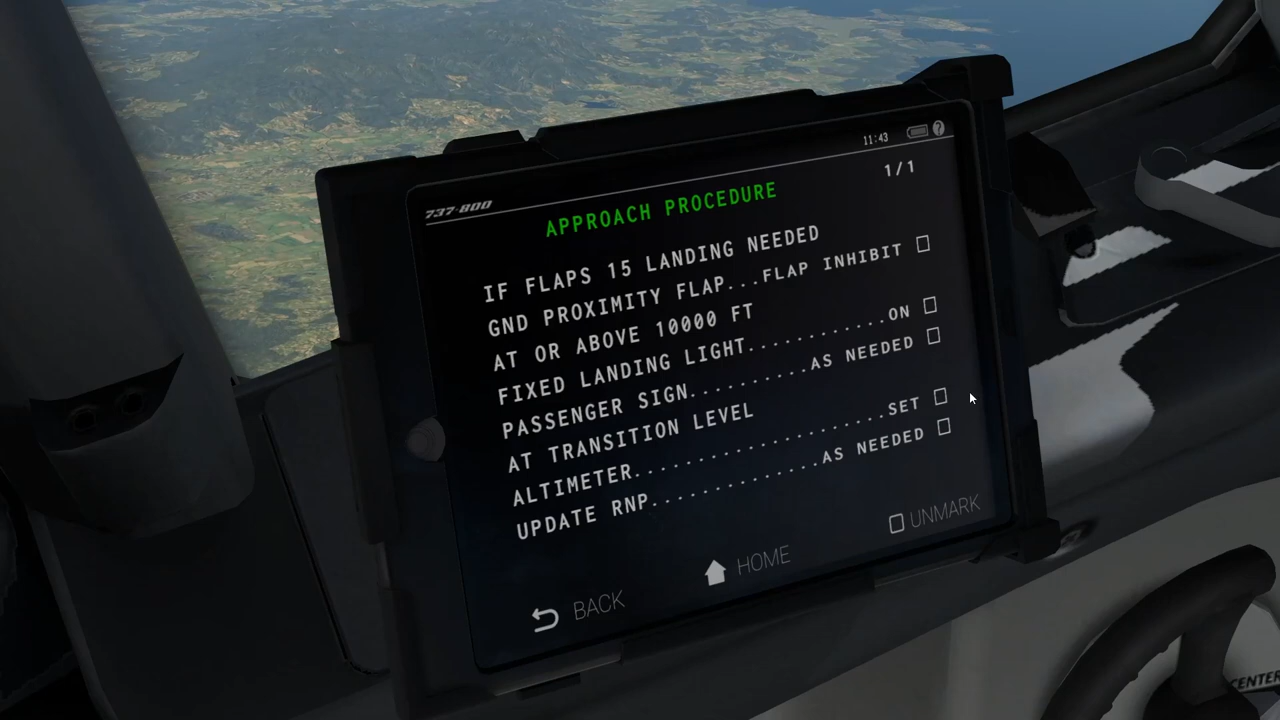 11:43
737-800
1/1
APPROACH PROCEDURE
IF FLAPS 15 LANDING NEEDED
GND PROXIMITY FLAP...FLAP INHIBIT
AT OR ABOVE 10000 FT
FIXED LANDING LIGHT............ON
PASSENGER SIGN..........AS NEEDED
AT TRANSITION LEVEL
ALTIMETER.....................SET
UPDATE RNP..............AS NEEDED
UNMARK
HOME
BACK
CENTER